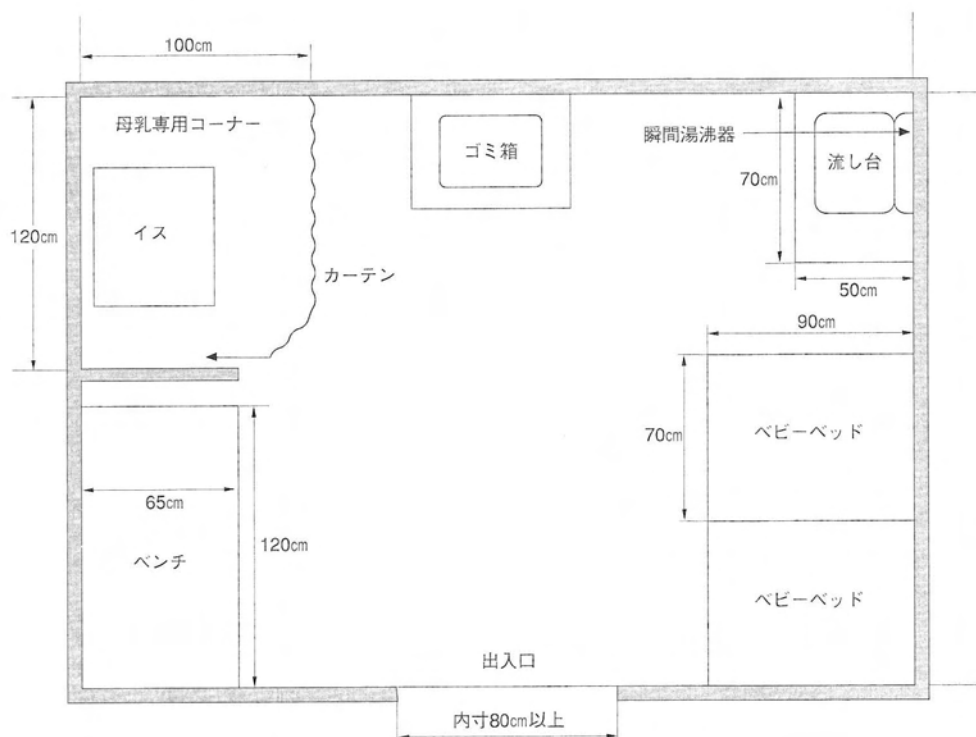 100cm
母乳専用コーナー
ゴミ箱
瞬間湯沸器
流し台
70cm
イス
120cm
カーテン
50cm
90cm
ベビーベッド
70cm
65cm
120cm
ベンチ
ベビーベッド
出入口
内寸80cm以上